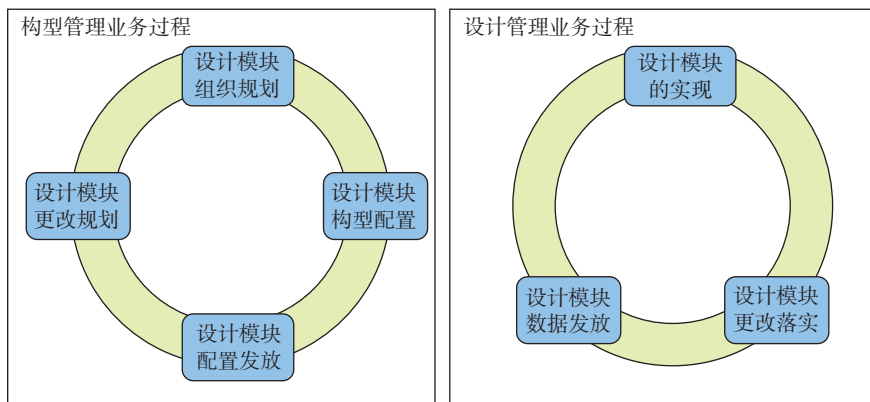 构型管理业务过程
设计模块
组织规划
设计模块
更改规划
设计模块
构型配置
设计模块
配置发放
设计管理业务过程
设计模块
的实现
设计模块
数据发放
设计模块
更改落实